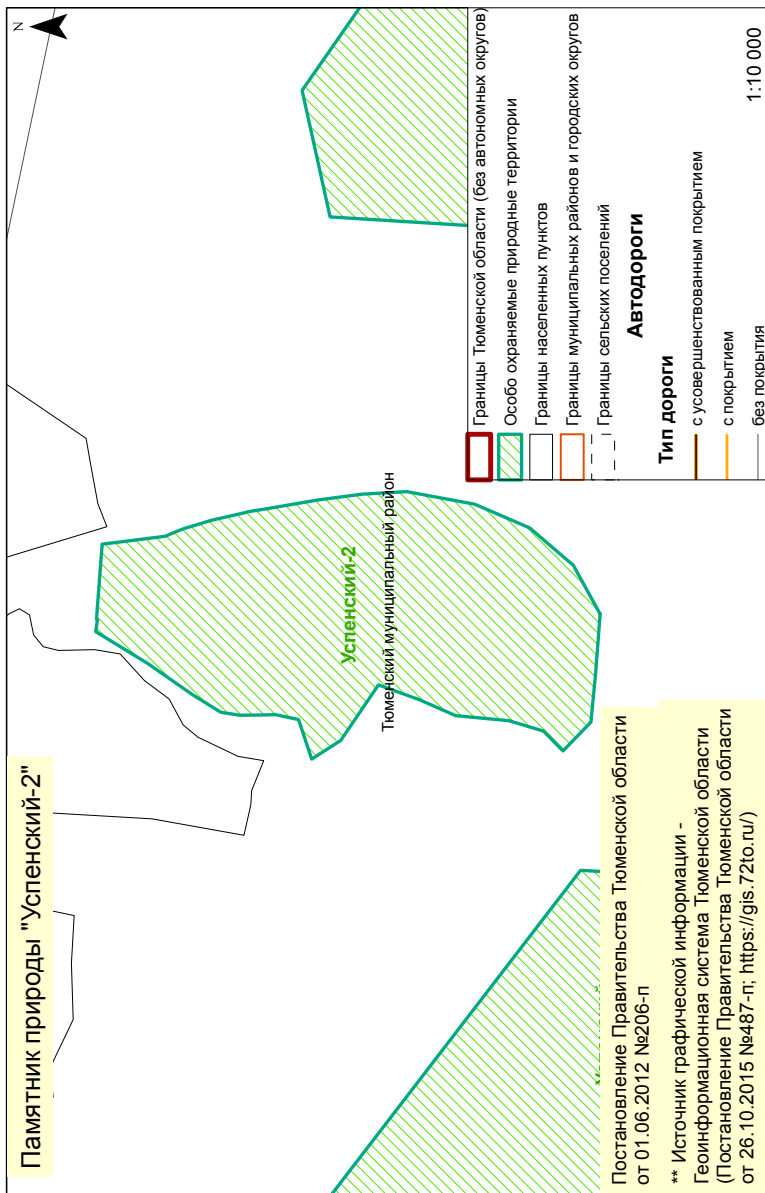 Памятник природы "Успенский-2"
N
Успенский-2
Тюменский муниципальный район
Постановление Правительства Тюменской области
от 01.06.2012 №206-п
** Источник графической информации -
Геоинформационная система Тюменской области
(Постановление Правительства Тюменской области
от 26.10.2015 №487-п; https://gis.72to.ru/)
Границы Тюменской области (без автономных округов)
Особо охраняемые природные территории
Границы населенных пунктов
Границы муниципальных районов и городских округов
Границы сельских поселений
Автодороги
Тип дороги
с усовершенствованным покрытием
с покрытием
без покрытия
1:10 000